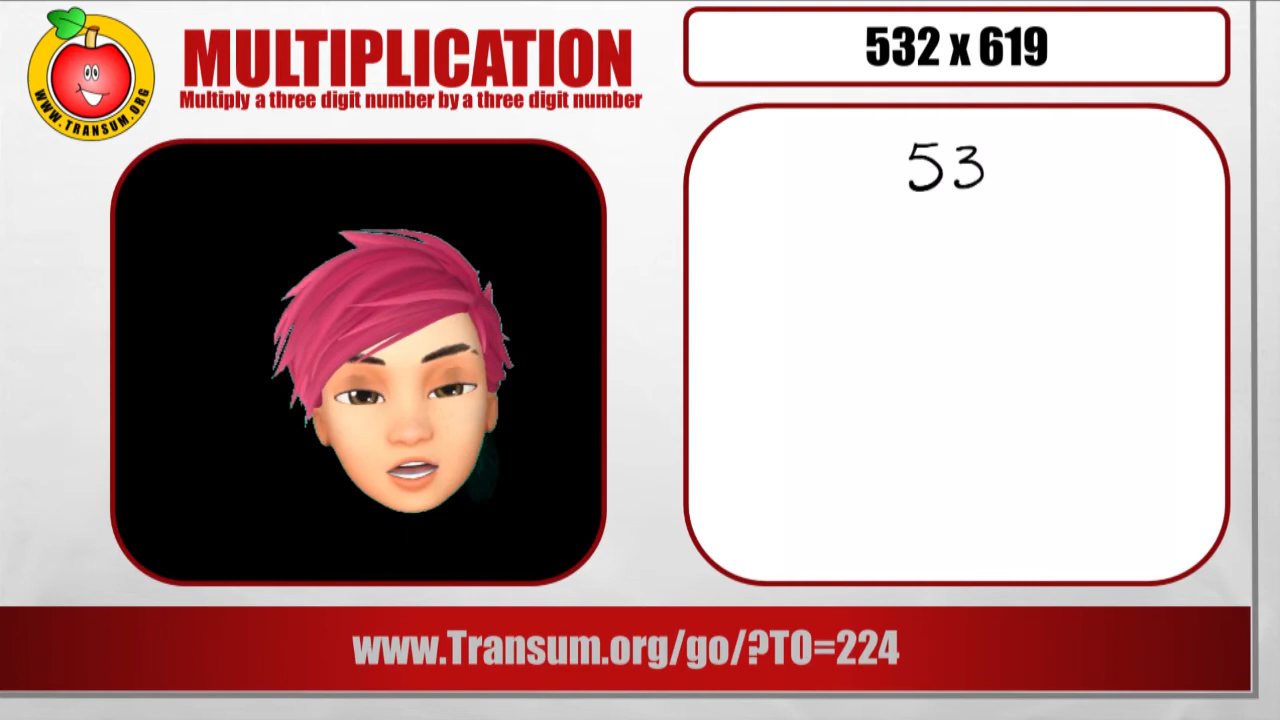 WWW.TRANSUM.ORG
MULTIPLICATION
Multiply a three digit number by a three digit number
532 x 619
53
www.Transum.org/go/?TO=224